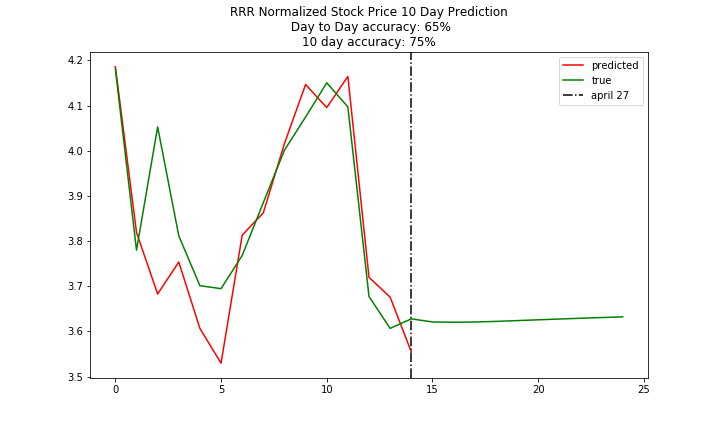 RRR Normalized Stock Price 10 Day Prediction
Day to Day accuracy: 65%
10 day accuracy: 75%
predicted
true
april 27
4.2
4.1
4.0
3.9
3.8
3.7
3.6
3.5
0 5 10 15 20 25